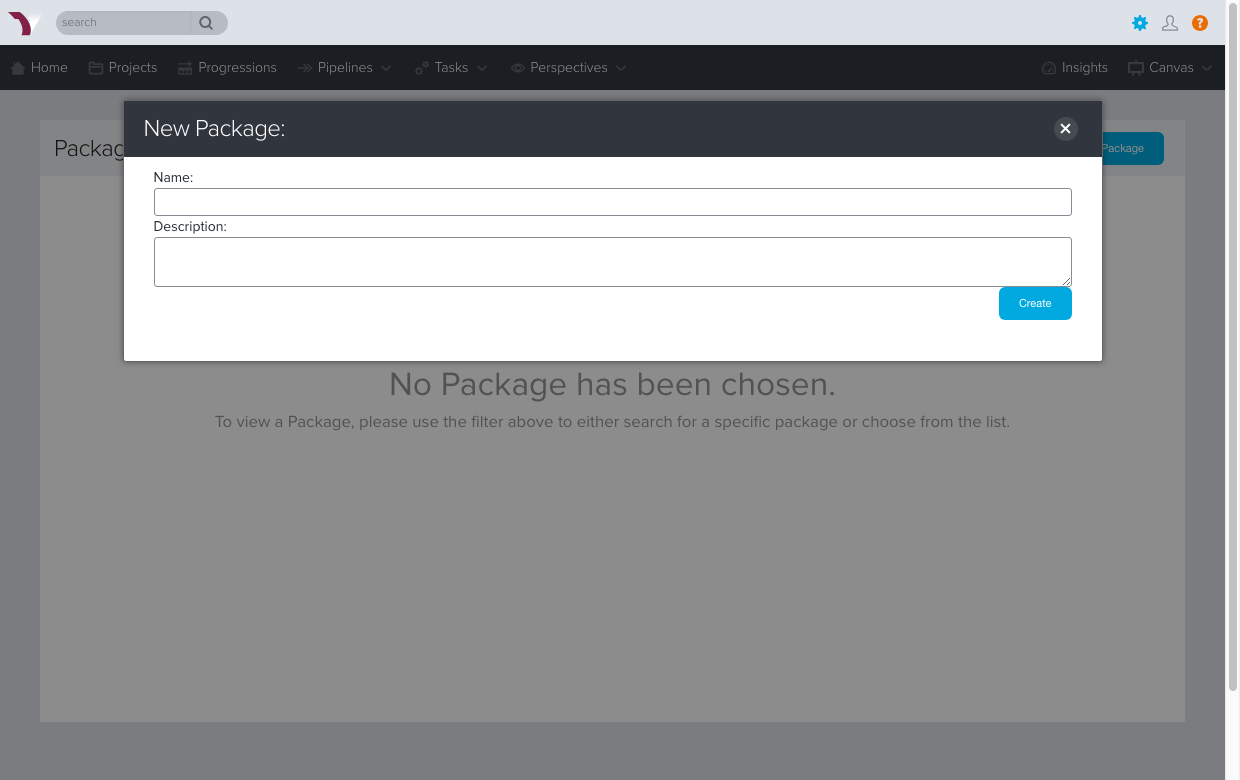 search
?
Home Projects Progressions Pipelines Tasks Perspectives Insights Canvas
New Package:
Packag
Package
Name:
Description:
Create
No Package has been chosen.
To view a Package, please use the filter above to either search for a specific package or choose from the list.